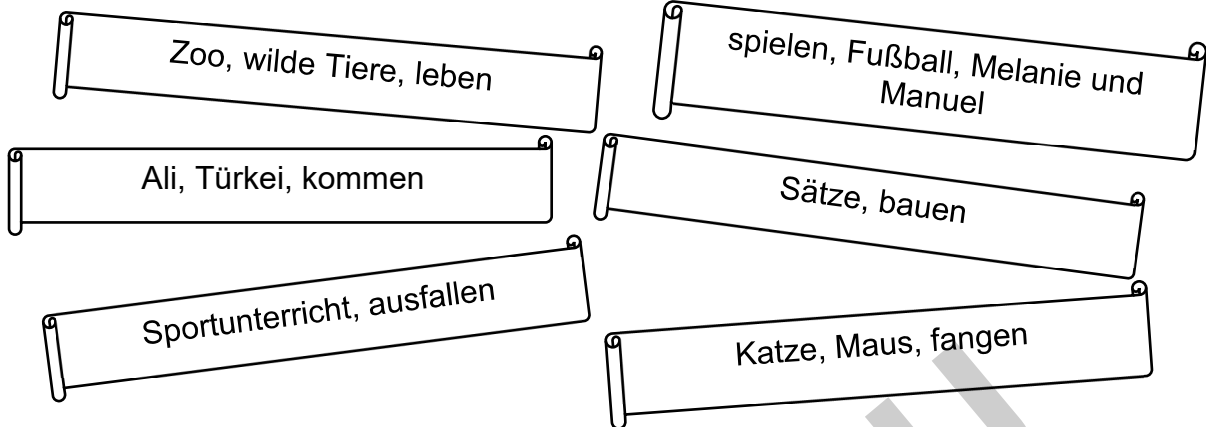 Zoo, wilde Tiere, leben
spielen, Fußball, Melanie und
Manuel
Ali, Türkei, kommen
Sätze, bauen
Sportunterricht, ausfallen
Katze, Maus, fangen